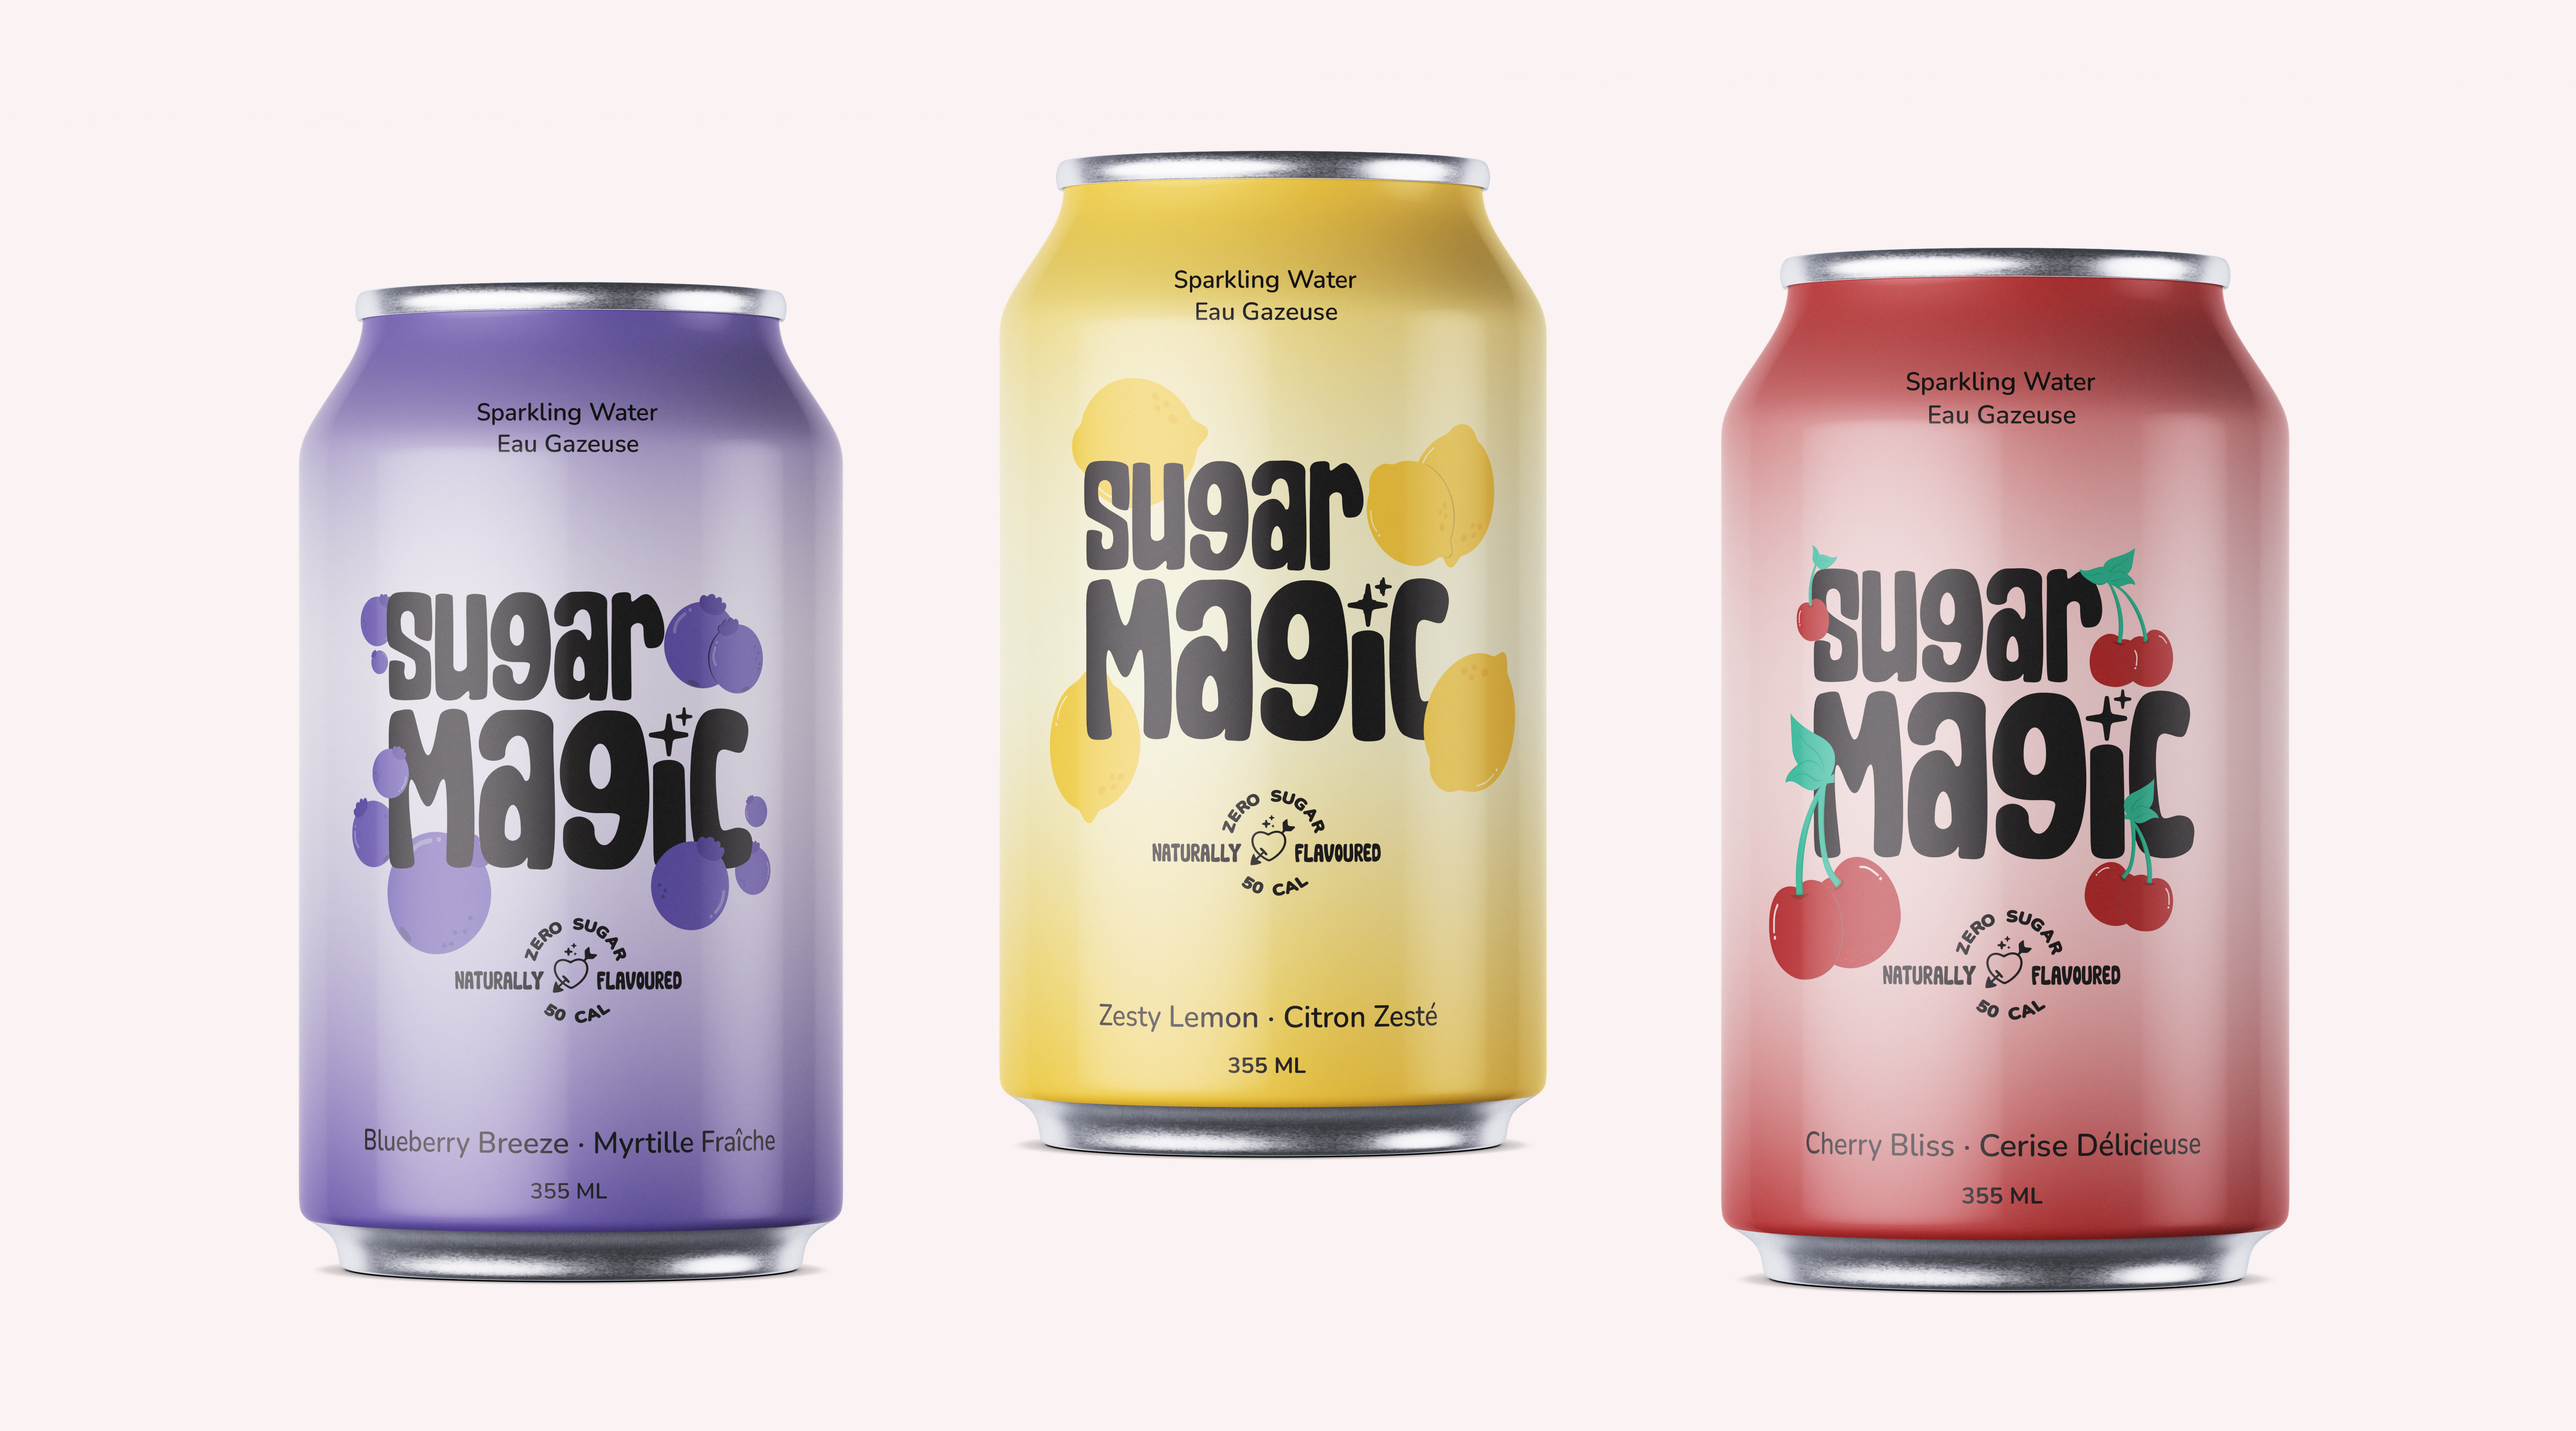 Sparkling Water
Eau Gazeuse
sugar
Magic
ZERO SUGAR
NATURALLY FLAVOURED
50 CAL
Blueberry Breeze · Myrtille Fraîche
355 ML
Sparkling Water
Eau Gazeuse
sugar
Magic
ZERO SUGAR
NATURALLY FLAVOURED
50 CAL
Zesty Lemon · Citron Zesté
355 ML
Sparkling Water
Eau Gazeuse
sugar
Magic
ZERO SUGAR
NATURALLY FLAVOURED
50 CAL
Cherry Bliss · Cerise Délicieuse
355 ML